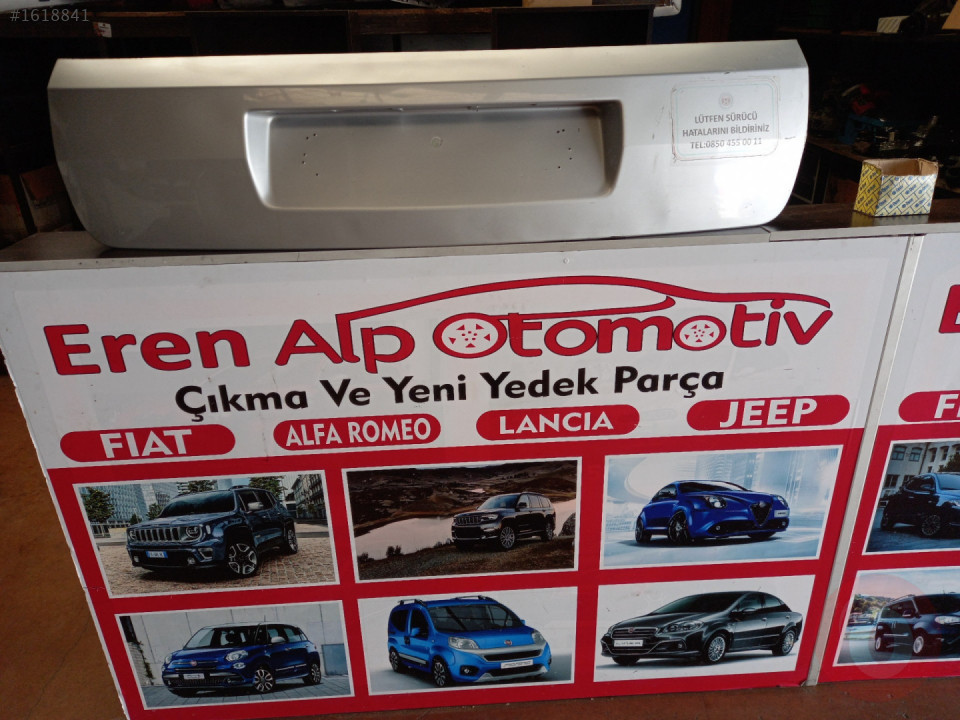 #1618841
LÜTFEN SÜRÜCÜ
HATALARINI BİLDİRİNİZ
TEL:0850 455 00 11
Eren Alp Otomotiv
Çıkma Ve Yeni Yedek Parça
FIAT ALFA ROMEO LANCIA JEEP